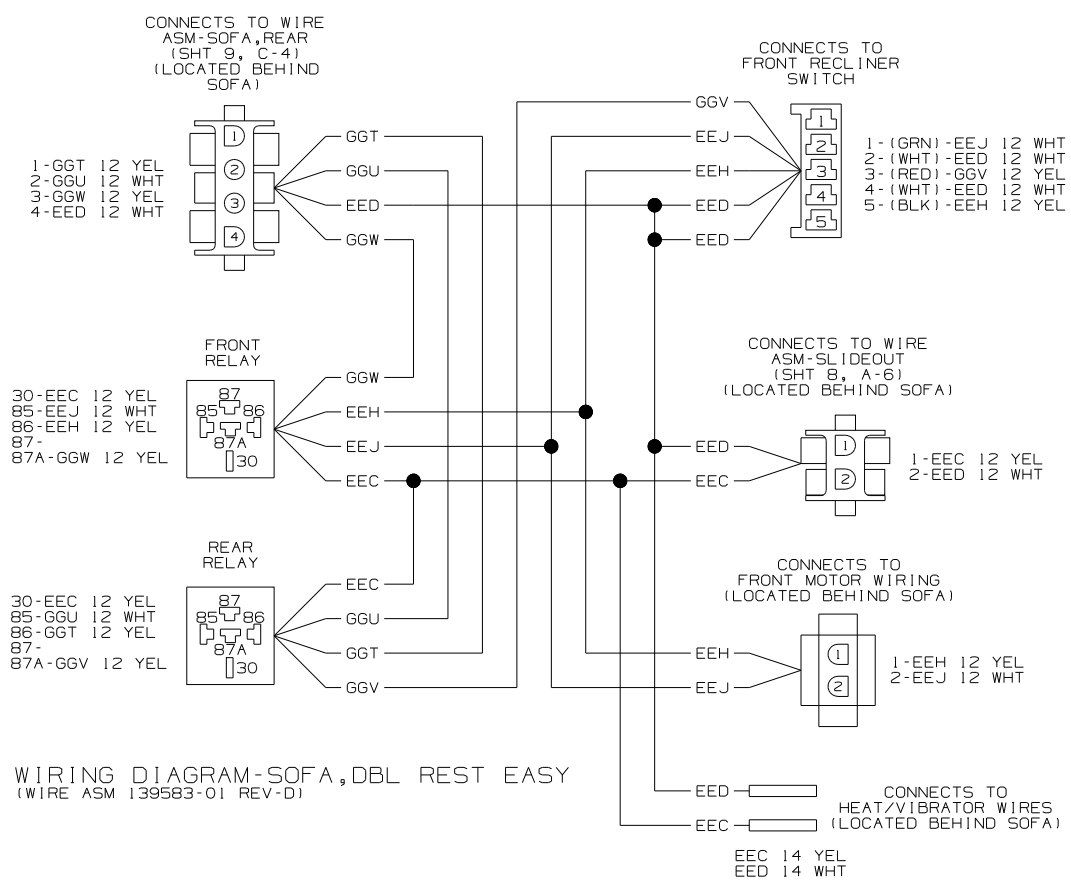 CONNECTS TO WIRE
ASM-SOFA,REAR
(SHT 9, C-4)
(LOCATED BEHIND
SOFA)
1
2
3
4
1-GGT 12 YEL
2-GGU 12 WHT
3-GGW 12 YEL
4-EED 12 WHT
GGT
GGU
EED
GGW
GGV
EEJ
EEH
EED
EED
CONNECTS TO
FRONT RECLINER
SWITCH
1
2
3
4
5
1-(GRN)-EEJ 12 WHT
2-(WHT)-EED 12 WHT
3-(RED)-GGV 12 YEL
4-(WHT)-EED 12 WHT
5-(BLK)-EEH 12 YEL
FRONT
RELAY
30-EEC 12 YEL
85-EEJ 12 WHT
86-EEH 12 YEL
87-
87A-GGW 12 YEL
87
85
86
87A
30
GGW
EEH
EEJ
EEC
EED
EEC
CONNECTS TO WIRE
ASM-SLIDEOUT
(SHT 8, A-6)
(LOCATED BEHIND SOFA)
1
2
1-EEC 12 YEL
2-EED 12 WHT
REAR
RELAY
30-EEC 12 YEL
85-GGU 12 WHT
86-GGT 12 YEL
87-
87A-GGV 12 YEL
87
85
86
87A
30
EEC
GGU
GGT
GGV
EEH
EEJ
CONNECTS TO
FRONT MOTOR WIRING
(LOCATED BEHIND SOFA)
1
2
1-EEH 12 YEL
2-EEJ 12 WHT
WIRING DIAGRAM-SOFA,DBL REST EASY
(WIRE ASM 139583-01 REV-D)
EED
EEC
CONNECTS TO
HEAT/VIBRATOR WIRES
(LOCATED BEHIND SOFA)
EEC 14 YEL
EED 14 WHT